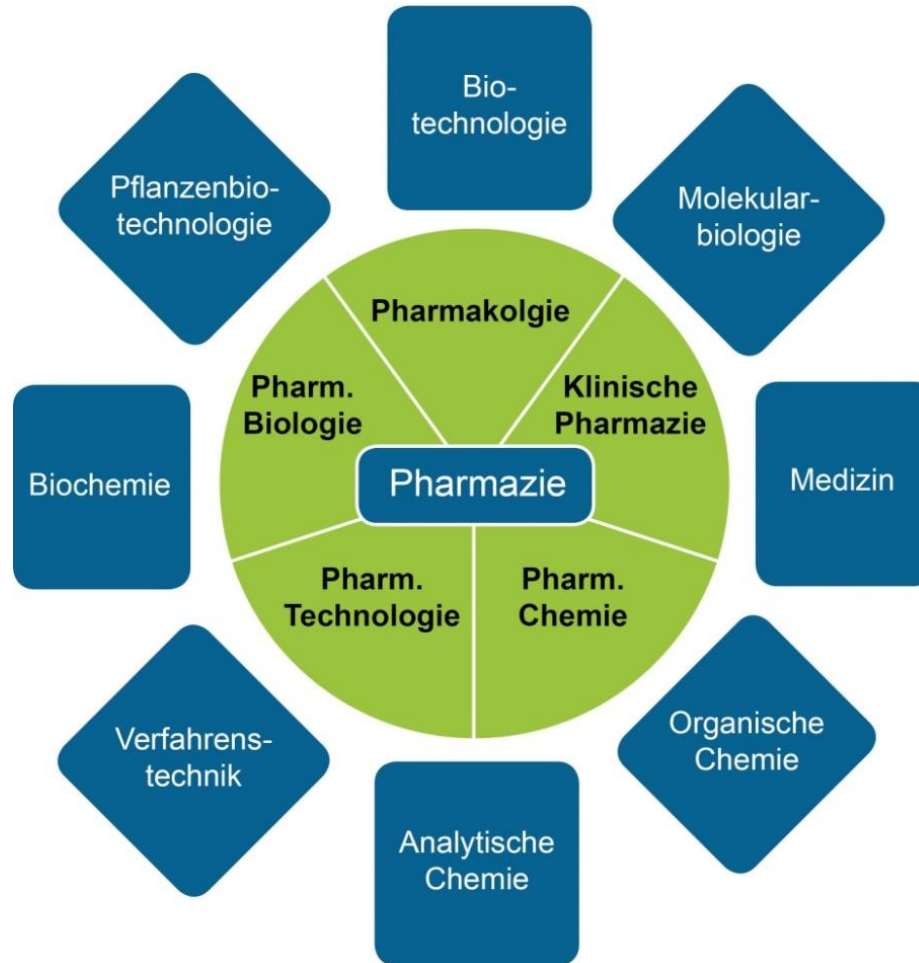 Bio-
technologie
Pflanzenbio-
technologie
Molekular-
biologie
Pharmakolgie
Pharm.
Biologie
Klinische
Pharmazie
Biochemie
Pharmazie
Medizin
Pharm.
Technologie
Pharm.
Chemie
Verfahrens-
technik
Organische
Chemie
Analytische
Chemie